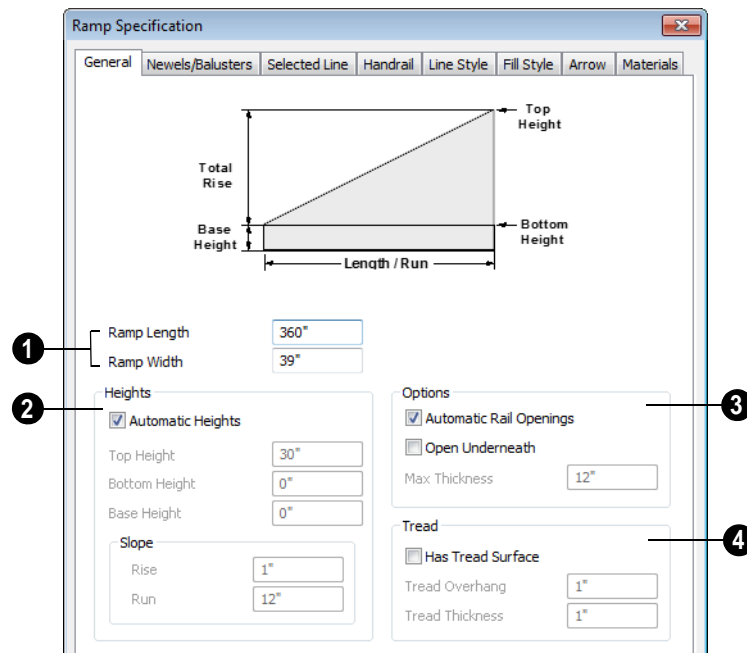 Ramp Specification
General Newels/Balusters Selected Line Handrail Line Style Fill Style Arrow Materials
Top
Height
Total
Rise
Base
Height
Bottom
Height
Length / Run
1
Ramp Length 360"
Ramp Width 39"
2
Heights
Automatic Heights
Top Height 30"
Bottom Height 0"
Base Height 0"
Slope
Rise 1"
Run 12"
3
Options
Automatic Rail Openings
Open Underneath
Max Thickness 12"
4
Tread
Has Tread Surface
Tread Overhang 1"
Tread Thickness 1"